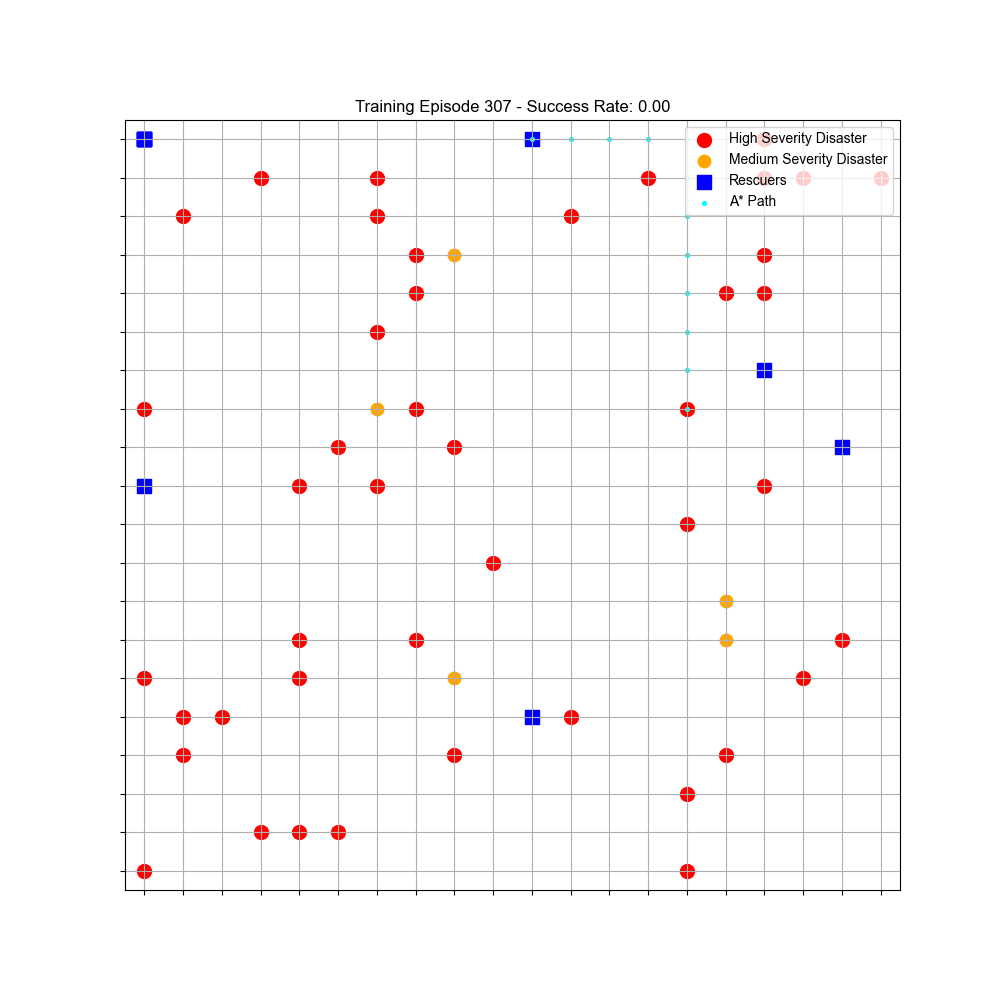 Training Episode 307 - Success Rate: 0.00
High Severity Disaster
Medium Severity Disaster
Rescuers
A* Path